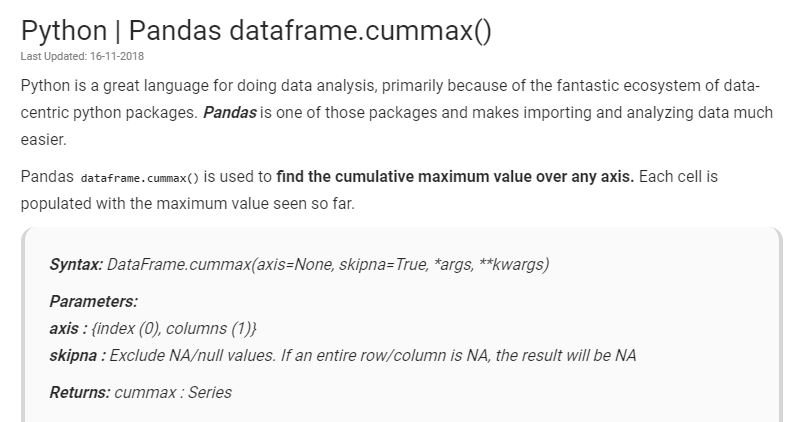 Python | Pandas dataframe.cummax()
Last Updated: 16-11-2018
Python is a great language for doing data analysis, primarily because of the fantastic ecosystem of data-
centric python packages. Pandas is one of those packages and makes importing and analyzing data much
easier.
Pandas dataframe.cummax() is used to find the cumulative maximum value over any axis. Each cell is
populated with the maximum value seen so far.
Syntax: DataFrame.cummax(axis=None, skipna=True, *args, **kwargs)
Parameters:
axis : {index (0), columns (1)}
skipna : Exclude NA/null values. If an entire row/column is NA, the result will be NA
Returns: cummax : Series